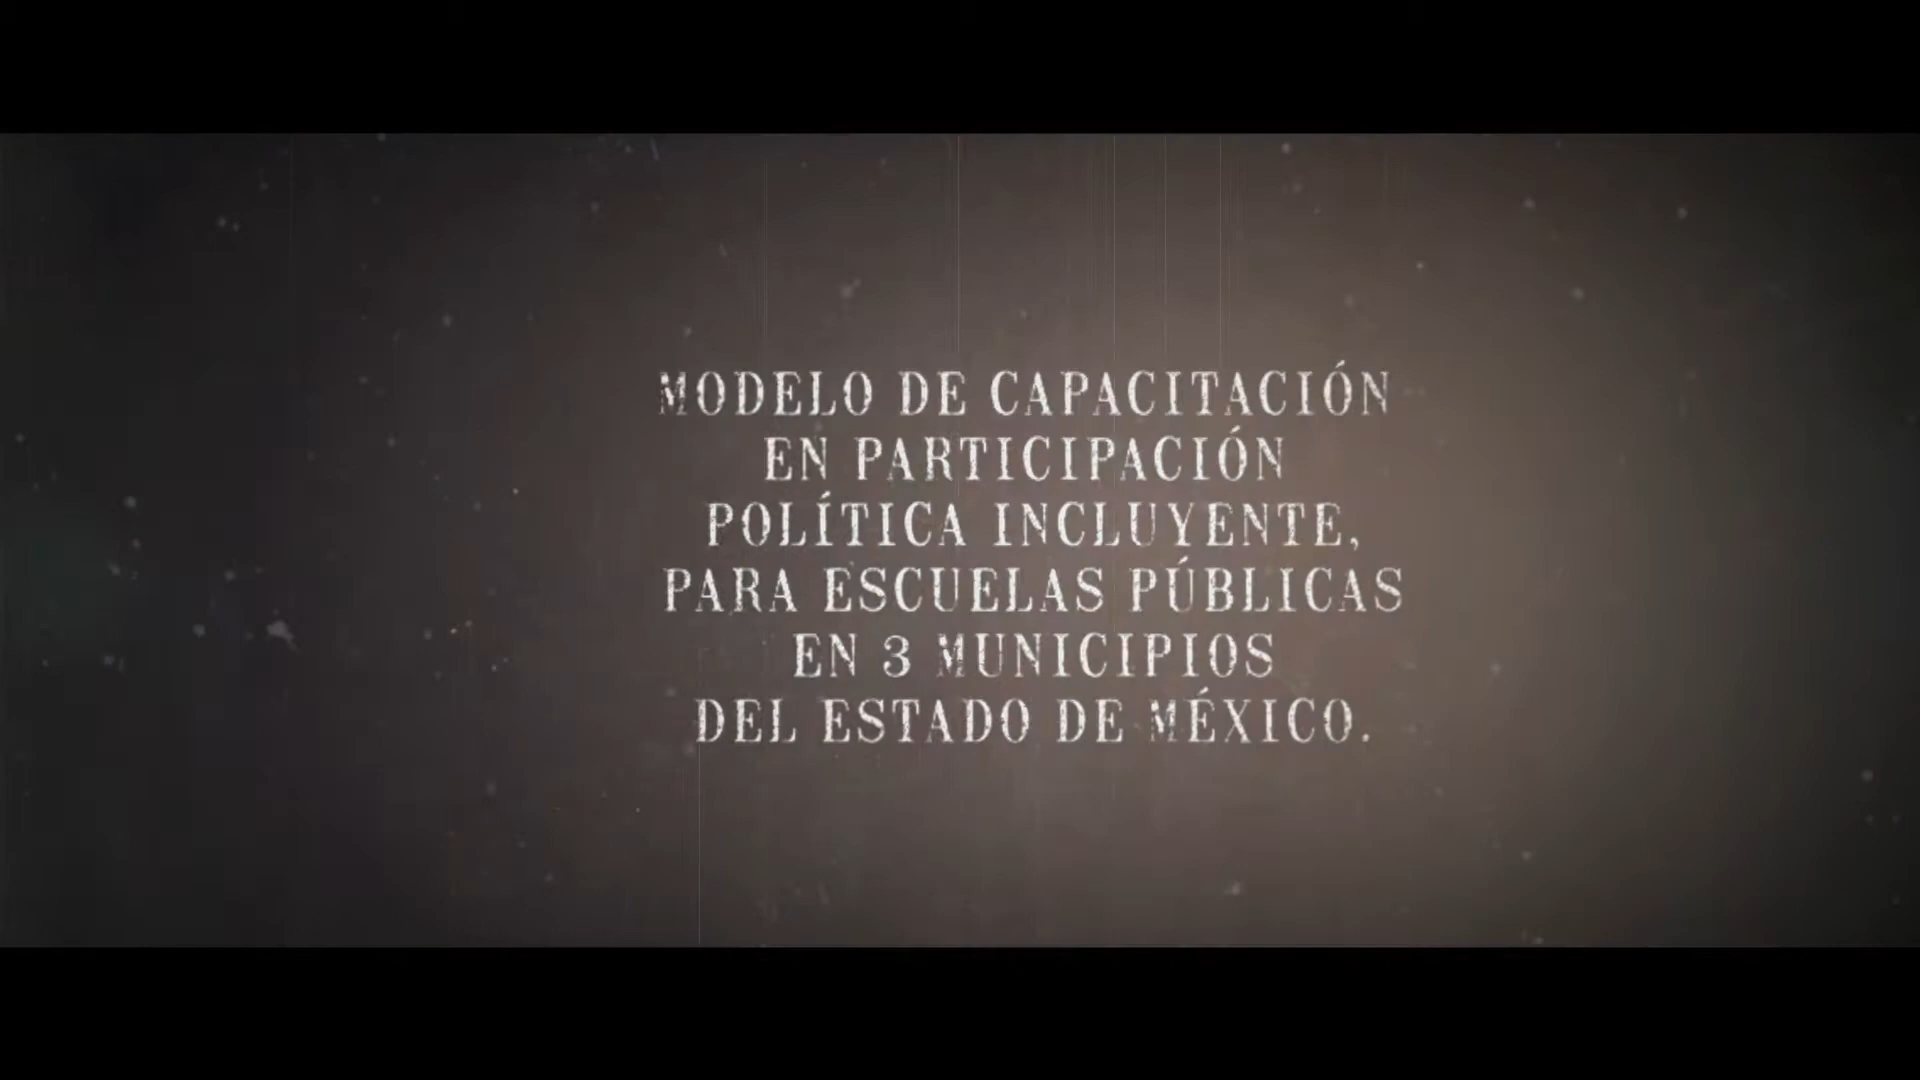 MODELO DE CAPACITACIÓN
EN PARTICIPACIÓN
POLÍTICA INCLUYENTE,
PARA ESCUELAS PÚBLICAS
EN 3 MUNICIPIOS
DEL ESTADO DE MÉXICO.